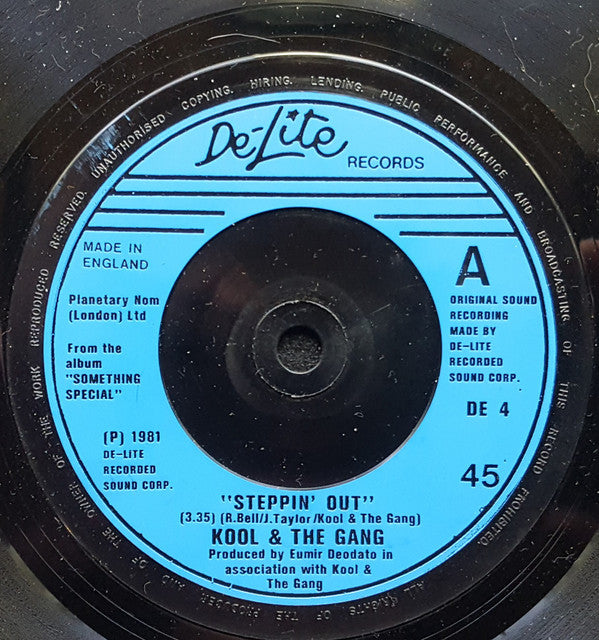 De-Lite RECORDS
MADE IN
ENGLAND
Planetary Nom
(London) Ltd
From the
album
"SOMETHING
SPECIAL"
(P) 1981
DE-LITE
RECORDED
SOUND CORP.
A
ORIGINAL SOUND
RECORDING
MADE BY
DE-LITE
RECORDED
SOUND CORP.
DE 4
45
"STEPPIN' OUT"
(3.35) (R.Bell/J.Taylor/Kool & The Gang)
KOOL & THE GANG
Produced by Eumir Deodato in
association with Kool &
The Gang
ALL RIGHTS OF THE PRODUCER AND OF THE OWNER OF THE WORK REPRODUCED RESERVED. UNAUTHORISED COPYING, HIRING, LENDING, PUBLIC PERFORMANCE AND BROADCASTING OF THIS RECORD PROHIBITED.